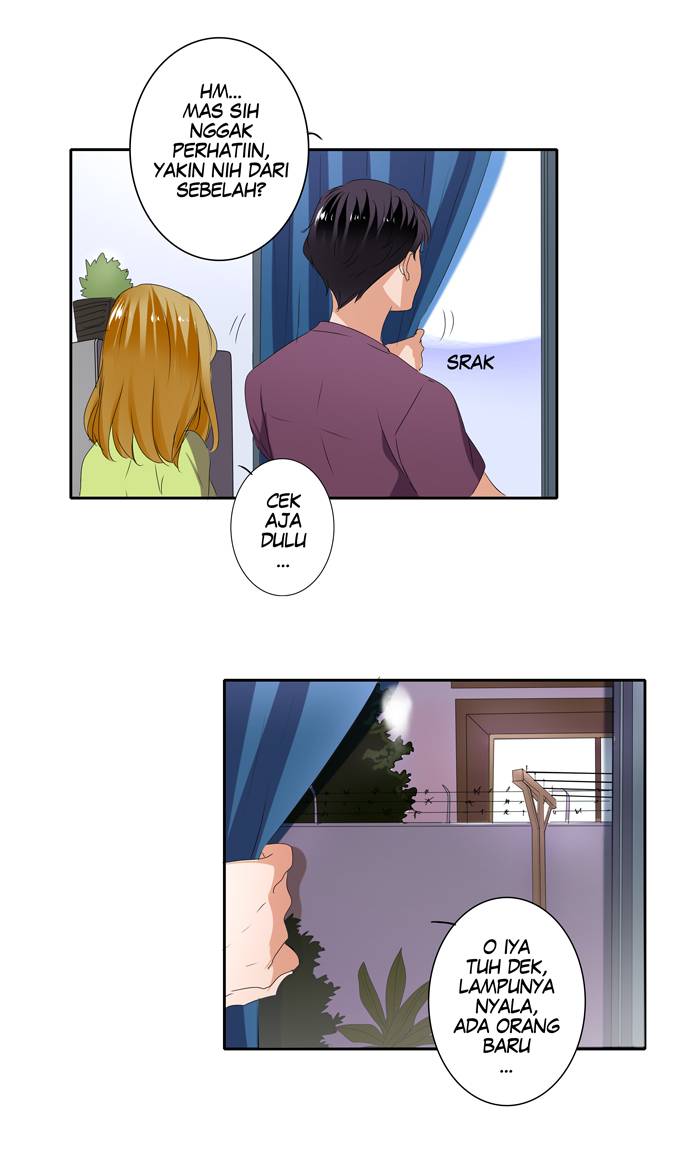 HM...
MAS SIH
NGGAK
PERHATIIN,
YAKIN NIH DARI
SEBELAH?
SRAK
CEK
AJA
DULU
...
O IYA
TUH DEK,
LAMPUNYA
NYALA,
ADA ORANG
BARU
...